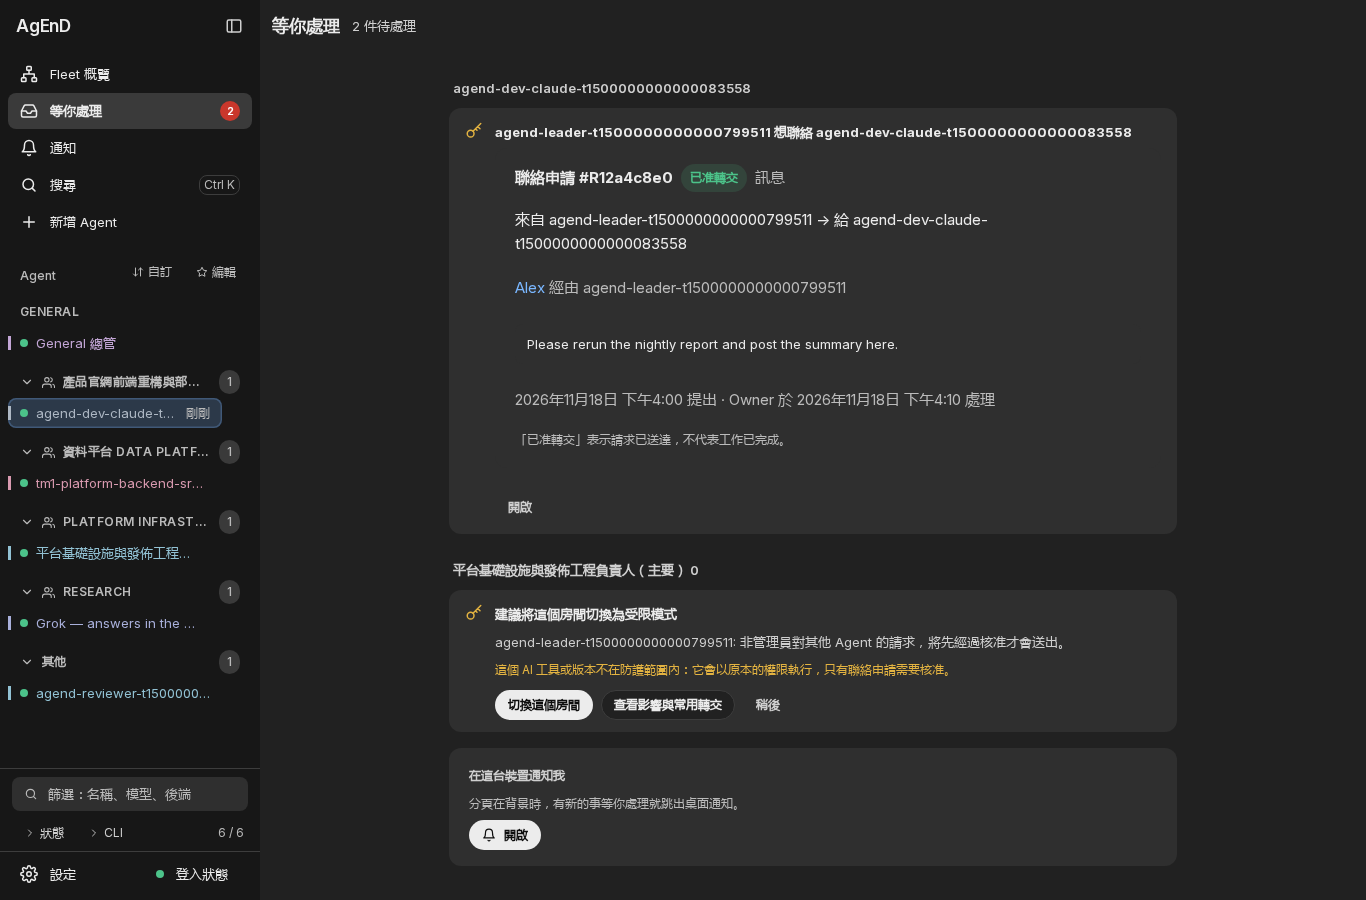 AgEnD
Fleet 概覽
等你處理 2
通知
搜尋 Ctrl K
新增 Agent
Agent 自訂 編輯
GENERAL
General 總管
產品官網前端重構與部… 1
agend-dev-claude-t… 剛剛
資料平台 DATA PLATF… 1
tm1-platform-backend-sr…
PLATFORM INFRAST… 1
平台基礎設施與發佈工程…
RESEARCH 1
Grok — answers in the …
其他 1
agend-reviewer-t1500000…
篩選：名稱、模型、後端
狀態 CLI 6 / 6
設定 登入狀態
等你處理 2 件待處理
agend-dev-claude-t1500000000000083558
agend-leader-t1500000000000799511 想聯絡 agend-dev-claude-t1500000000000083558
聯絡申請 #R12a4c8e0 已准轉交 訊息
來自 agend-leader-t1500000000000799511 → 給 agend-dev-claude-
t1500000000000083558
Alex 經由 agend-leader-t1500000000000799511
Please rerun the nightly report and post the summary here.
2026年11月18日 下午4:00 提出 · Owner 於 2026年11月18日 下午4:10 處理
「已准轉交」表示請求已送達，不代表工作已完成。
開啟
平台基礎設施與發佈工程負責人（主要）0
建議將這個房間切換為受限模式
agend-leader-t1500000000000799511: 非管理員對其他 Agent 的請求，將先經過核准才會送出。
這個 AI 工具或版本不在防護範圍內：它會以原本的權限執行，只有聯絡申請需要核准。
切換這個房間 查看影響與常用轉交 稍後
在這台裝置通知我
分頁在背景時，有新的事等你處理就跳出桌面通知。
開啟